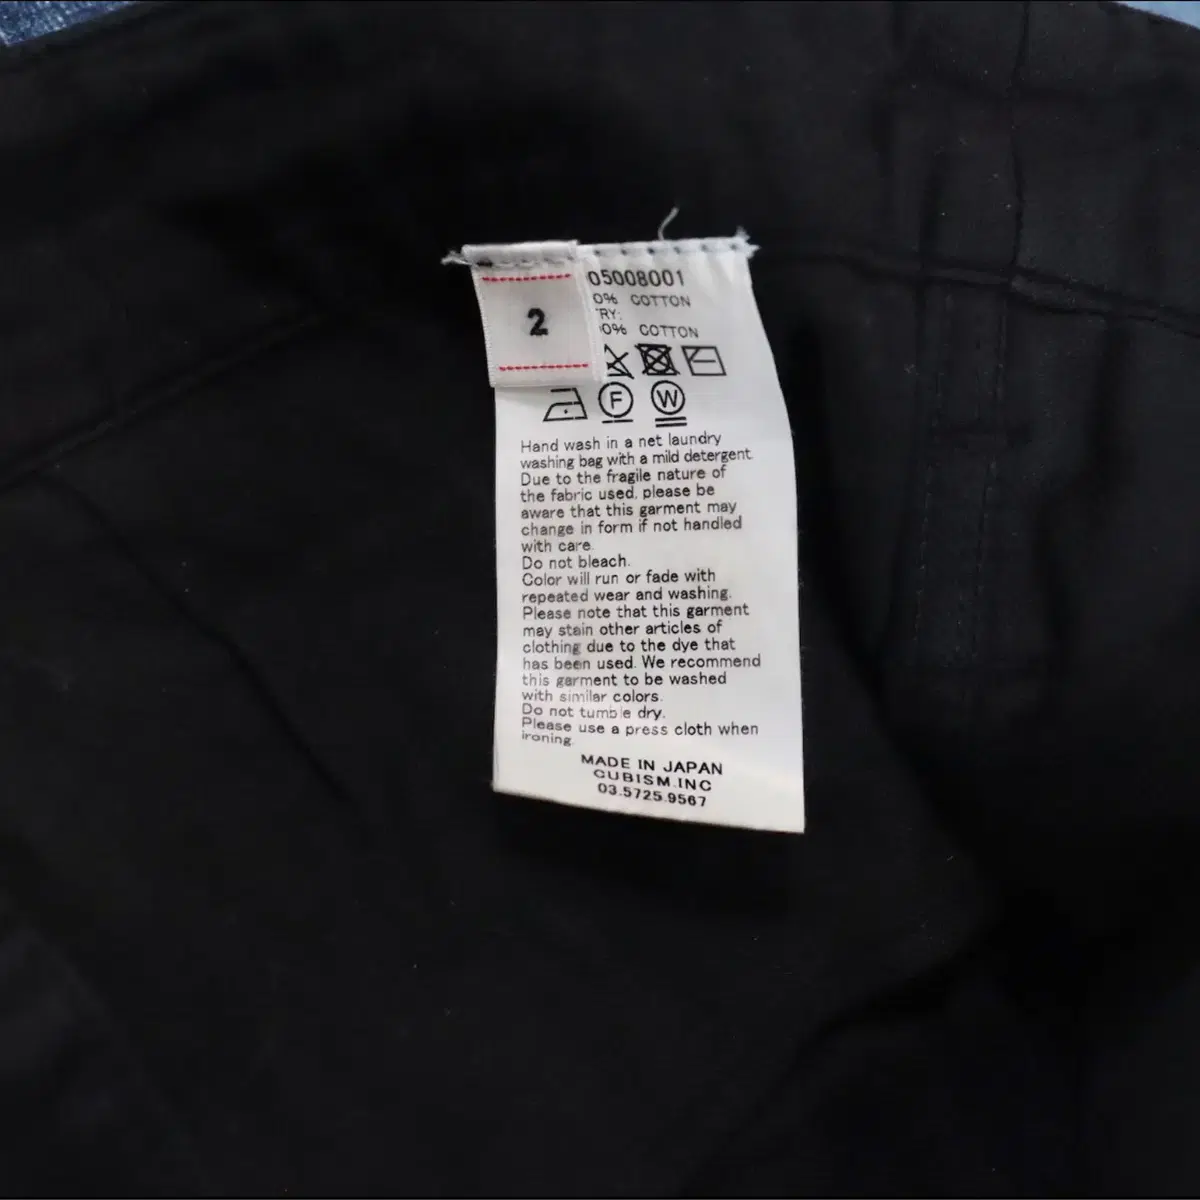 2
05008001
0% COTTON
RY:
0% COTTON
F
W
Hand wash in a net laundry
washing bag with a mild detergent.
Due to the fragile nature of
the fabric used, please be
aware that this garment may
change in form if not handled
with care.
Do not bleach.
Color will run or fade with
repeated wear and washing.
Please note that this garment
may stain other articles of
clothing due to the dye that
has been used. We recommend
this garment to be washed
with similar colors.
Do not tumble dry.
Please use a press cloth when
ironing.
MADE IN JAPAN
CUBISM.INC
03.5725.9567